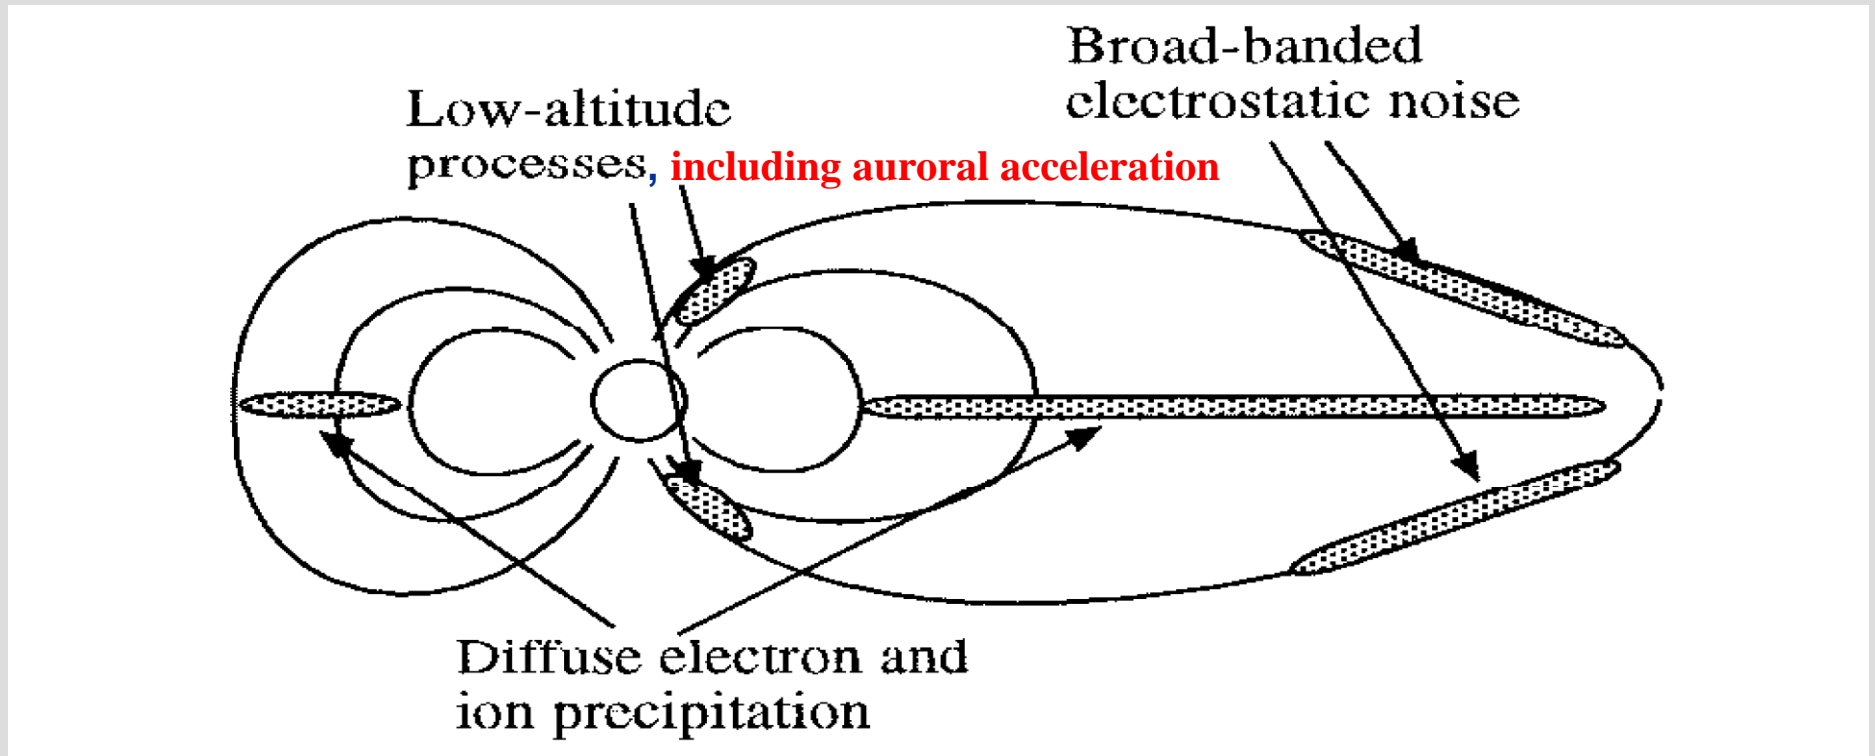 Broad-banded
electrostatic noise
Low-altitude
processes, including auroral acceleration
Diffuse electron and
ion precipitation